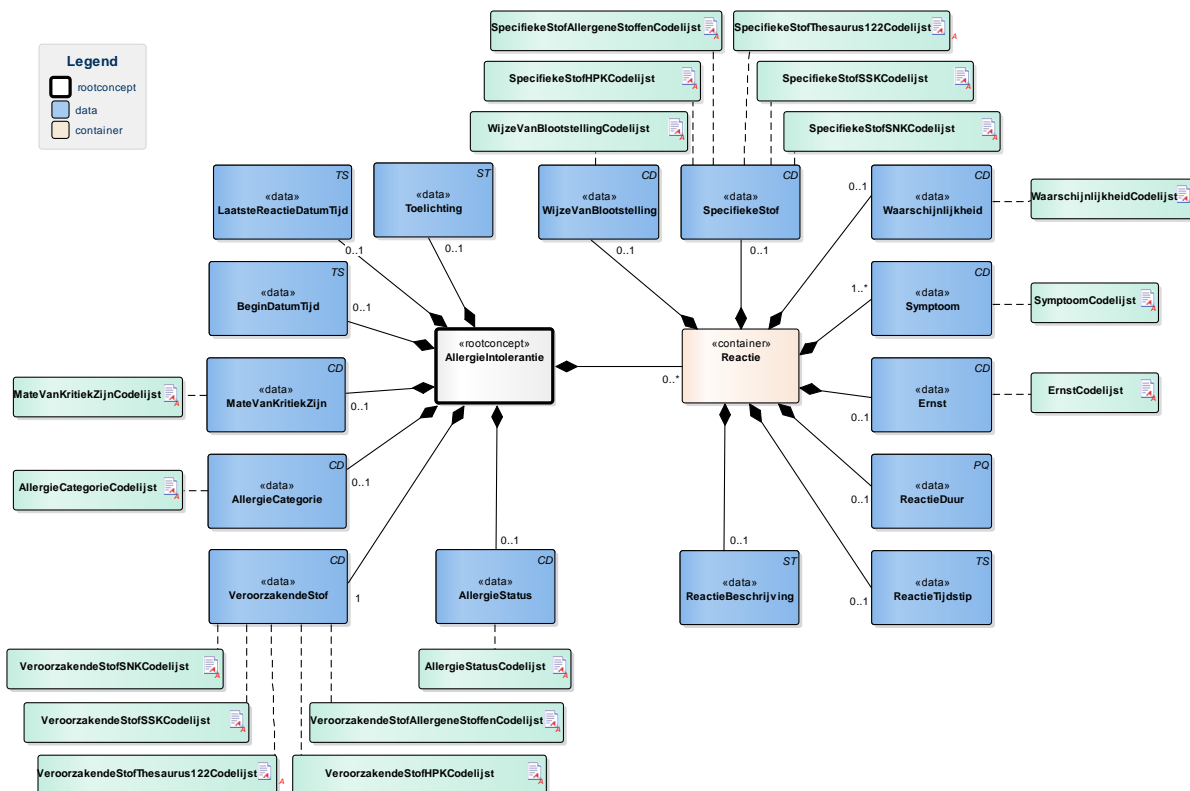 SpecifiekeStofAllergeneStoffenCodelijst
SpecifiekeStofThesaurus122Codelijst
Legend
rootconcept
data
container
SpecifiekeStofHPKCodelijst
SpecifiekeStofSSKCodelijst
WijzeVanBlootstellingCodelijst
SpecifiekeStofSNKCodelijst
TS
«data»
LaatsteReactieDatumTijd
0..1
ST
«data»
Toelichting
0..1
CD
«data»
WijzeVanBlootstelling
0..1
CD
«data»
SpecifiekeStof
0..1
CD
«data»
Waarschijnlijkheid
0..1
WaarschijnlijkheidCodelijst
TS
«data»
BeginDatumTijd
0..1
CD
«data»
Symptoom
1..*
SymptoomCodelijst
«rootconcept»
AllergieIntolerantie
«container»
Reactie
0..*
MateVanKritiekZijnCodelijst
CD
«data»
MateVanKritiekZijn
0..1
CD
«data»
Ernst
0..1
ErnstCodelijst
AllergieCategorieCodelijst
CD
«data»
AllergieCategorie
0..1
PQ
«data»
ReactieDuur
0..1
CD
«data»
VeroorzakendeStof
1
CD
«data»
AllergieStatus
0..1
ST
«data»
ReactieBeschrijving
0..1
TS
«data»
ReactieTijdstip
0..1
VeroorzakendeStofSNKCodelijst
AllergieStatusCodelijst
VeroorzakendeStofSSKCodelijst
VeroorzakendeStofAllergeneStoffenCodelijst
VeroorzakendeStofThesaurus122Codelijst
VeroorzakendeStofHPKCodelijst